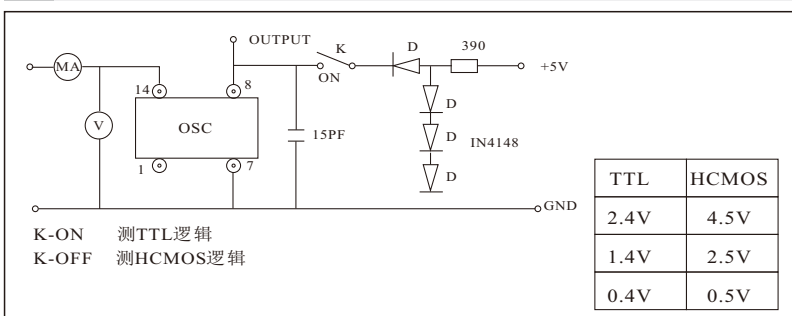 OUTPUT
K
D
390
MA
ON
+5V
14
8
D
V
OSC
15PF
D
IN4148
1
7
D
GND
K-ON 测TTL逻辑
K-OFF 测HCMOS逻辑
TTL HCMOS
2.4V 4.5V
1.4V 2.5V
0.4V 0.5V